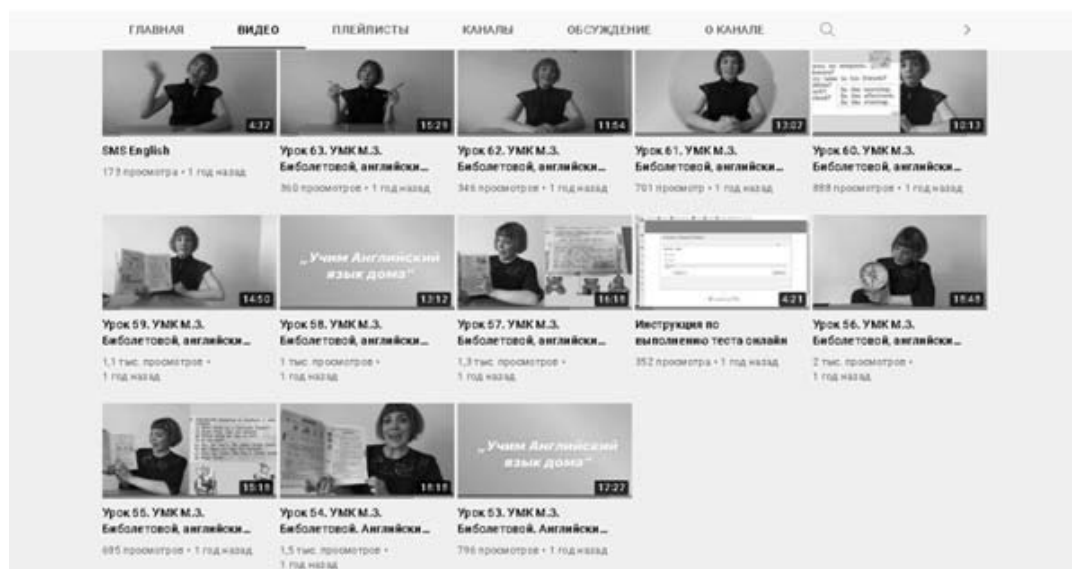 ГЛАВНАЯ ВИДЕО ПЛЕЙЛИСТЫ КАНАЛЫ ОБСУЖДЕНИЕ О КАНАЛЕ
4:37 15:29 11:54 13:07 10:13
SMS English
173 просмотра • 1 год назад
Урок 63. УМК М.З.
Биболетовой, английски...
360 просмотров • 1 год назад
Урок 62. УМК М.З.
Биболетовой, английски...
346 просмотров • 1 год назад
Урок 61. УМК М.З.
Биболетовой, английски...
701 просмотр • 1 год назад
Урок 60. УМК М.З.
Биболетовой, английски...
888 просмотров • 1 год назад
„Учим Английский
язык дома“
14:50 13:12 16:18 4:21 18:48
Урок 59. УМК М.З.
Биболетовой, английски...
1,1 тыс. просмотров •
1 год назад
Урок 58. УМК М.З.
Биболетовой, английски...
1 тыс. просмотров •
1 год назад
Урок 57. УМК М.З.
Биболетовой, английски...
1,3 тыс. просмотров •
1 год назад
Инструкция по
выполнению теста онлайн
352 просмотра • 1 год назад
Урок 56. УМК М.З.
Биболетовой, английски...
2 тыс. просмотров •
1 год назад
„Учим Английский
язык дома“
15:18 18:18 17:27
Урок 55. УМК М.З.
Биболетовой, английски...
695 просмотров • 1 год назад
Урок 54. УМК М.З.
Биболетовой. Английски...
1,5 тыс. просмотров •
1 год назад
Урок 53. УМК М.З.
Биболетовой. Английски...
796 просмотров • 1 год назад